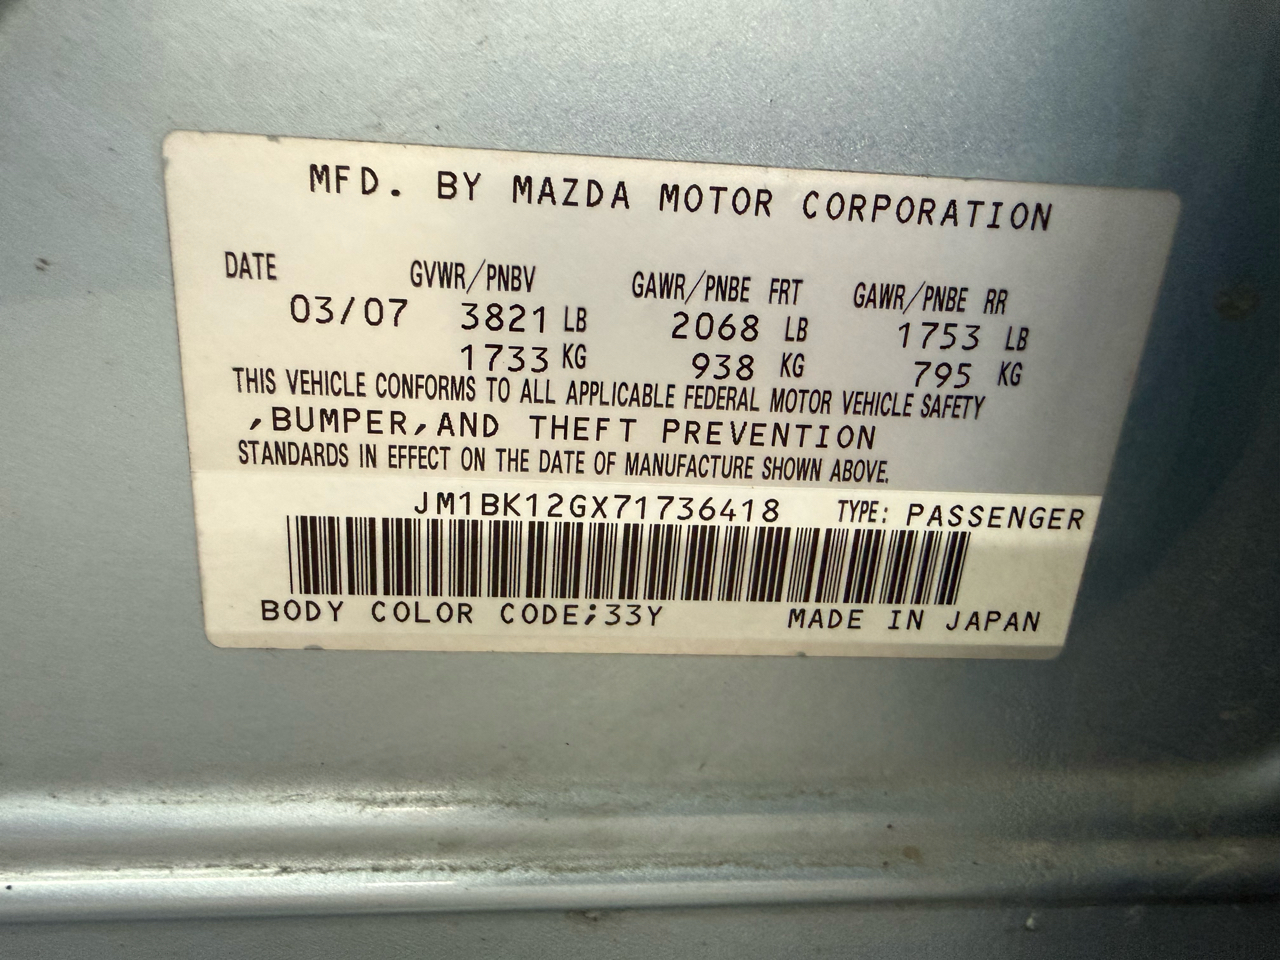 MFD. BY MAZDA MOTOR CORPORATION
DATE GVWR/PNBV GAWR/PNBE FRT GAWR/PNBE RR
03/07 3821 LB 2068 LB 1753 LB
1733 KG 938 KG 795 KG
THIS VEHICLE CONFORMS TO ALL APPLICABLE FEDERAL MOTOR VEHICLE SAFETY
,BUMPER,AND THEFT PREVENTION
STANDARDS IN EFFECT ON THE DATE OF MANUFACTURE SHOWN ABOVE.
JM1BK12GX71736418 TYPE: PASSENGER
BODY COLOR CODE;33Y MADE IN JAPAN